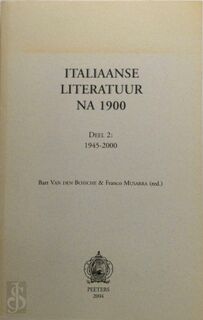 ITALIAANSE
LITERATUUR
NA 1900
DEEL 2:
1945-2000
Bart VAN DEN BOSSCHE & Franco MUSARRA (red.)
PEETERS
2004